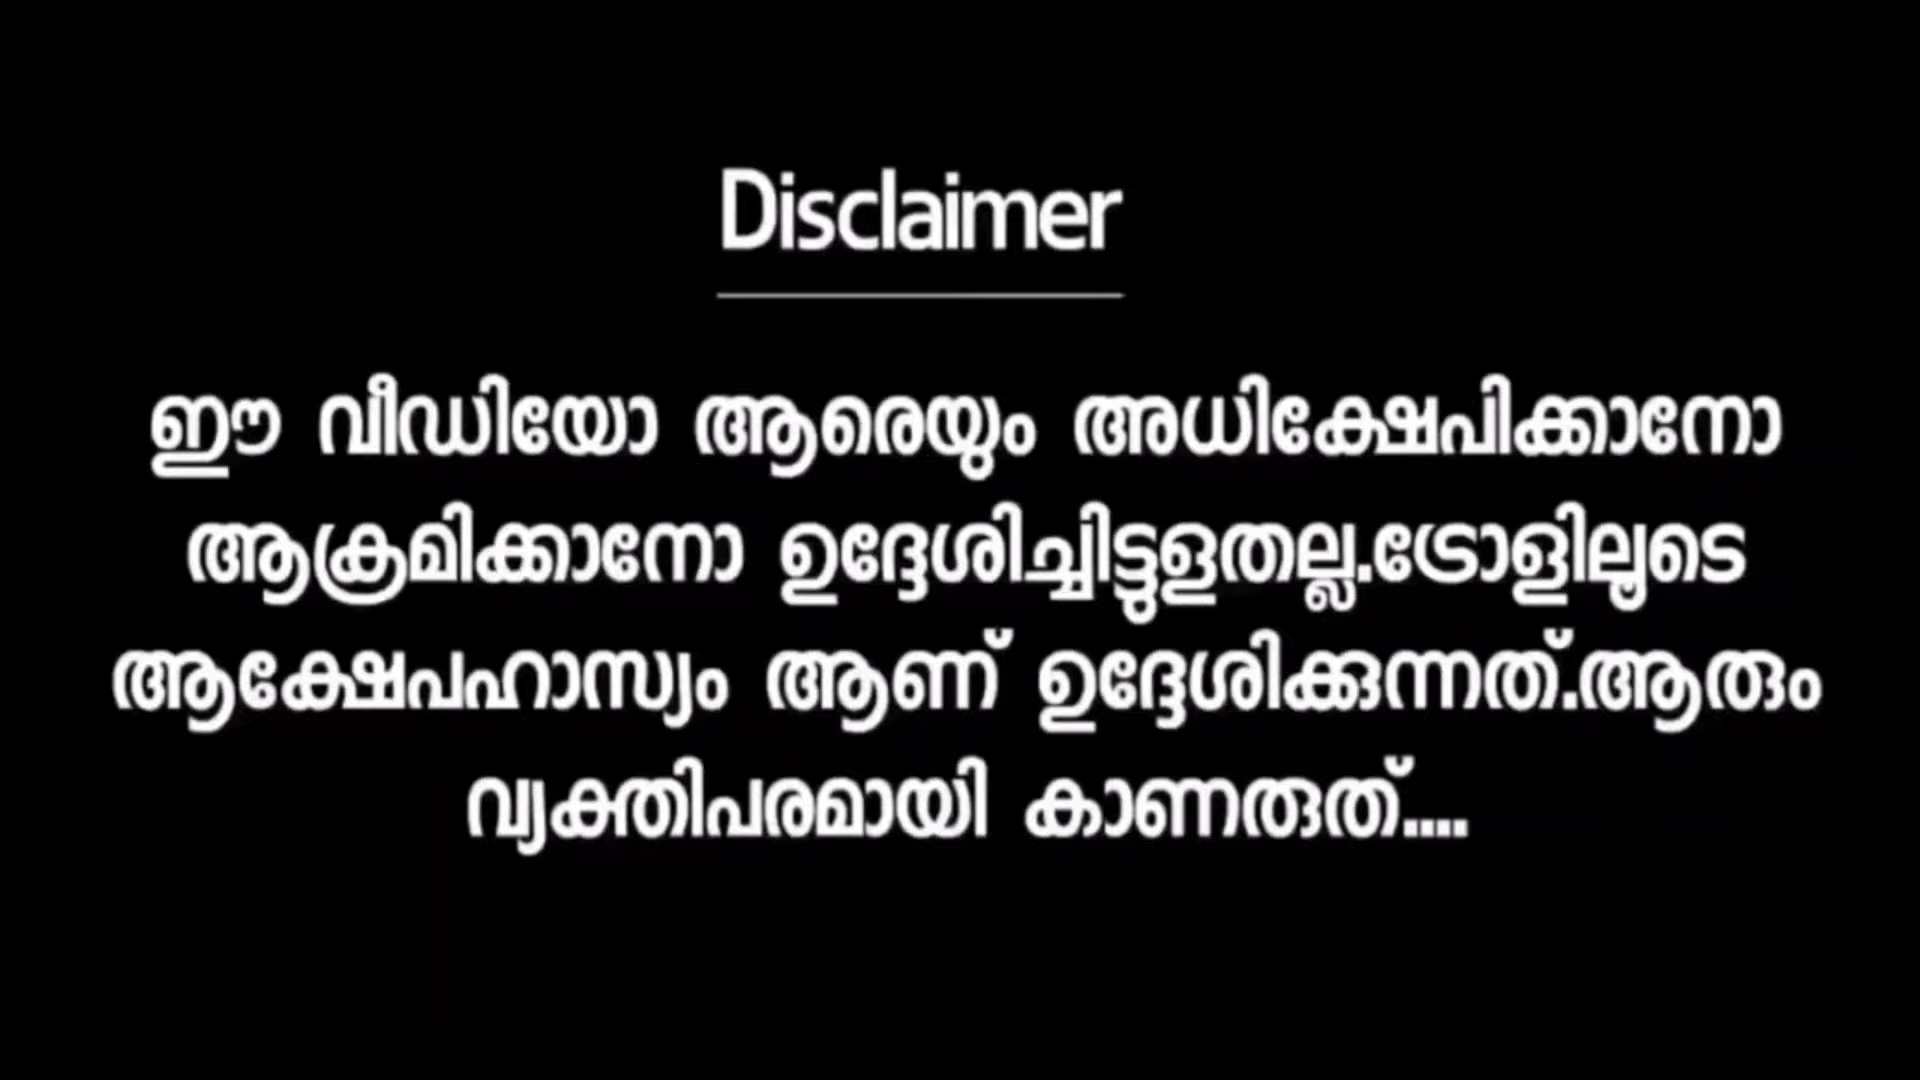 Disclaimer
ഈ വീഡിയോ ആരെയും അധിക്ഷേപിക്കാനോ
ആക്രമിക്കാനോ ഉദ്ദേശിച്ചിട്ടുളതല്ല.ട്രോളിലൂടെ
ആക്ഷേപഹാസ്യം ആണ് ഉദ്ദേശിക്കുന്നത്.ആരും
വ്യക്തിപരമായി കാണരുത്....